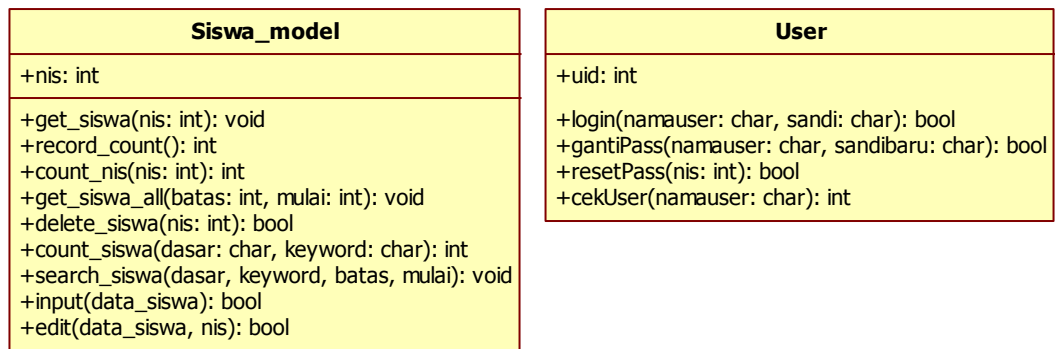 Siswa_model
+nis: int
+get_siswa(nis: int): void
+record_count(): int
+count_nis(nis: int): int
+get_siswa_all(batas: int, mulai: int): void
+delete_siswa(nis: int): bool
+count_siswa(dasar: char, keyword: char): int
+search_siswa(dasar, keyword, batas, mulai): void
+input(data_siswa): bool
+edit(data_siswa, nis): bool
User
+uid: int
+login(namauser: char, sandi: char): bool
+gantiPass(namauser: char, sandibaru: char): bool
+resetPass(nis: int): bool
+cekUser(namauser: char): int